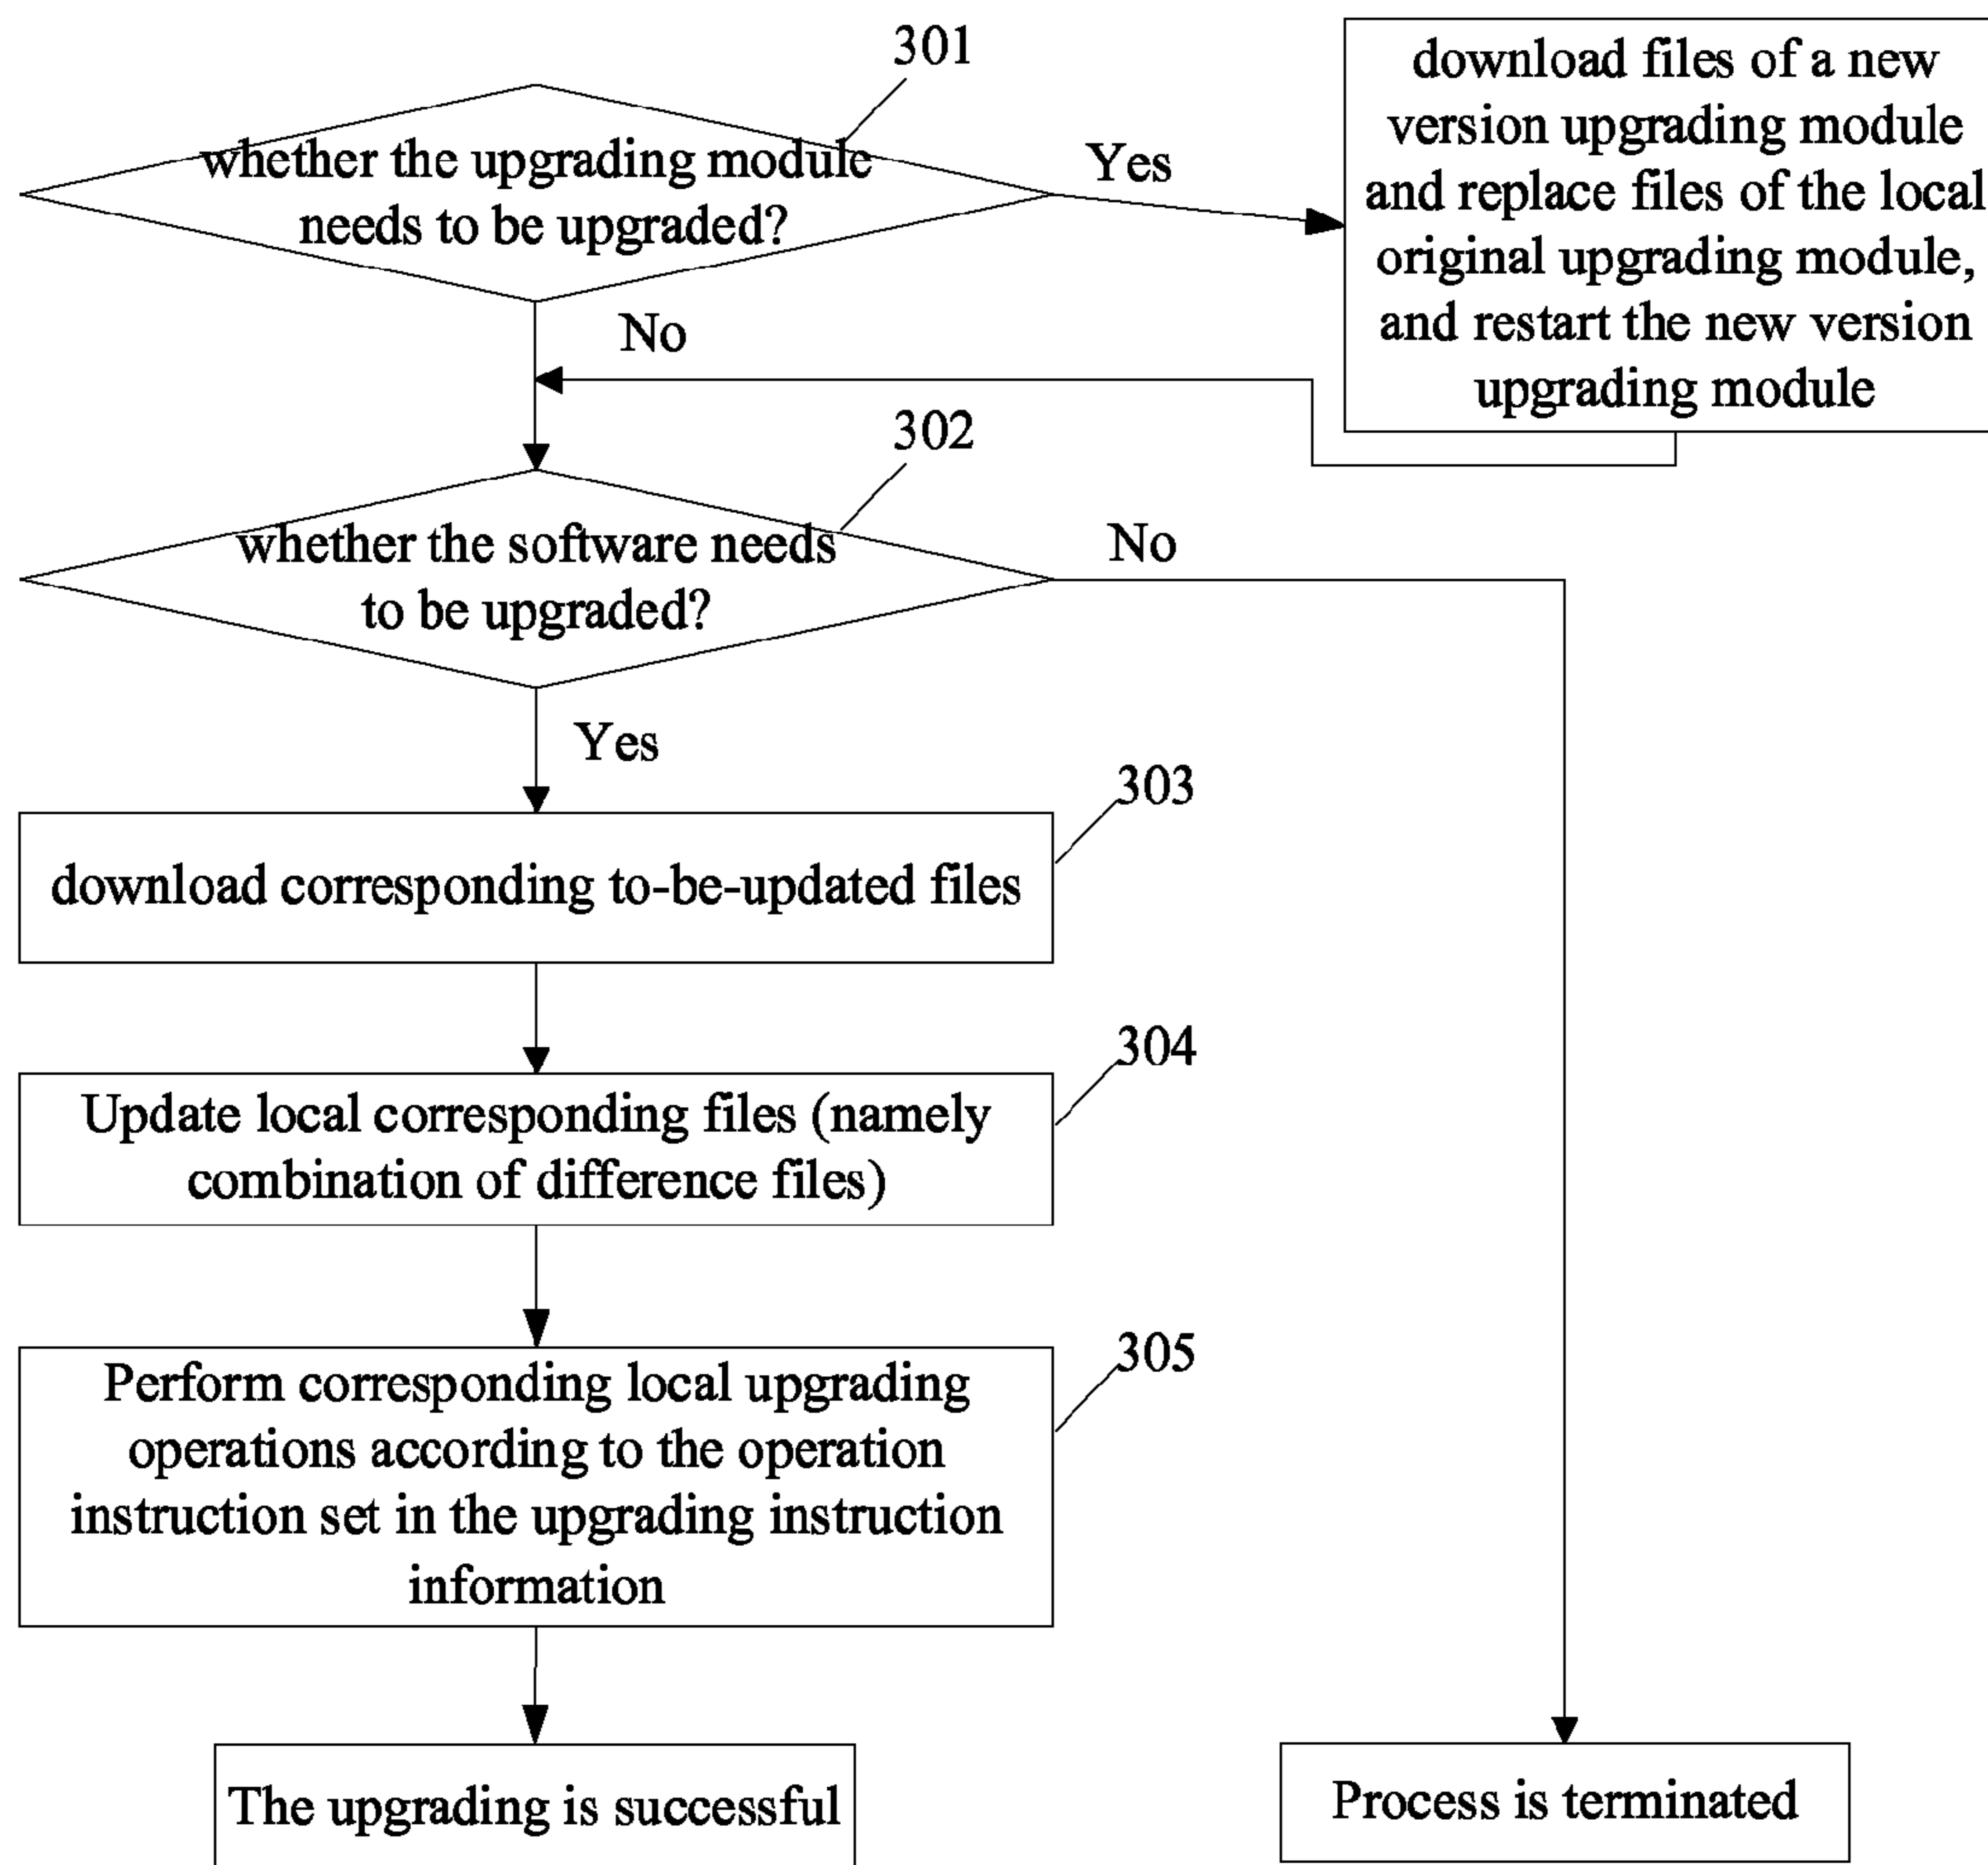 301
whether the upgrading module
needs to be upgraded?
Yes
download files of a new
version upgrading module
and replace files of the local
original upgrading module,
and restart the new version
upgrading module
No
302
whether the software needs
to be upgraded?
No
Yes
303
download corresponding to-be-updated files
304
Update local corresponding files (namely
combination of difference files)
305
Perform corresponding local upgrading
operations according to the operation
instruction set in the upgrading instruction
information
The upgrading is successful
Process is terminated